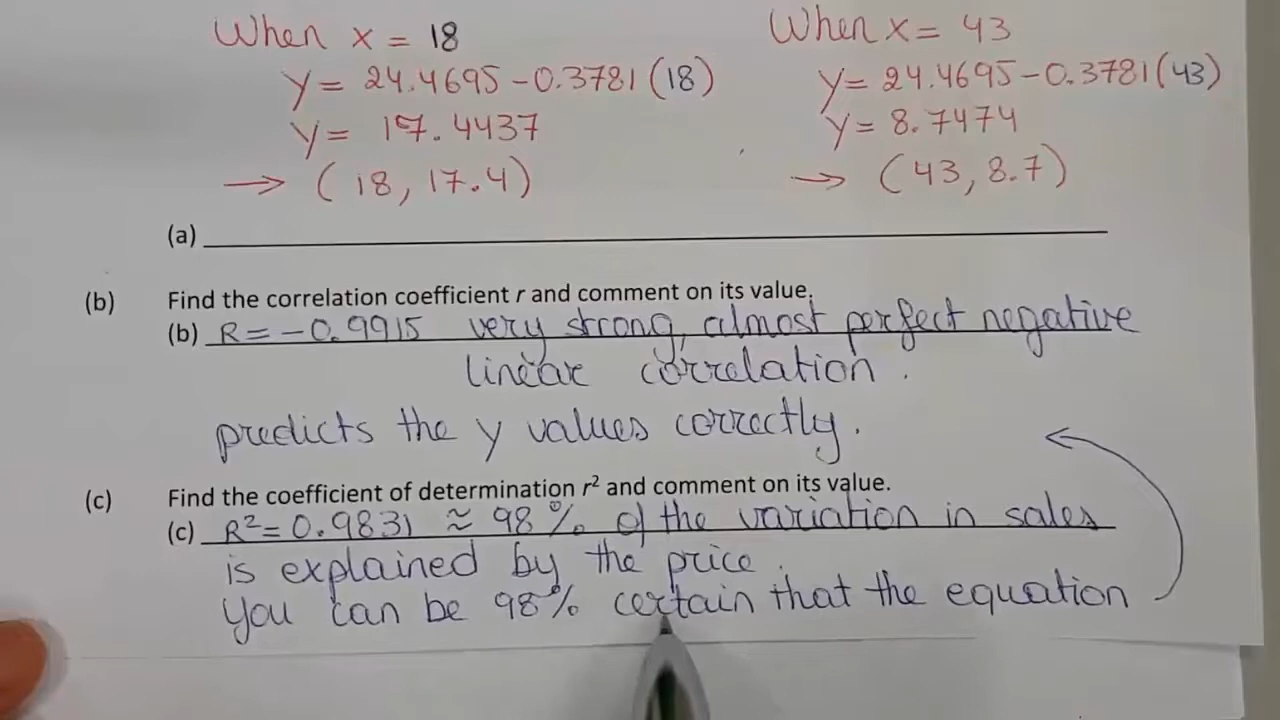 When x = 18
y = 24.4695 - 0.3781 (18)
y = 17.4437
→ (18, 17.4)
When x = 43
y = 24.4695 - 0.3781 (43)
y = 8.7474
→ (43, 8.7)
(a)
(b) Find the correlation coefficient r and comment on its value.
(b) R = -0.9915 very strong, almost perfect negative
linear correlation.
predicts the y values correctly.
(c) Find the coefficient of determination r² and comment on its value.
(c) R² = 0.9831 ≈ 98% of the variation in sales
is explained by the price.
You can be 98% certain that the equation